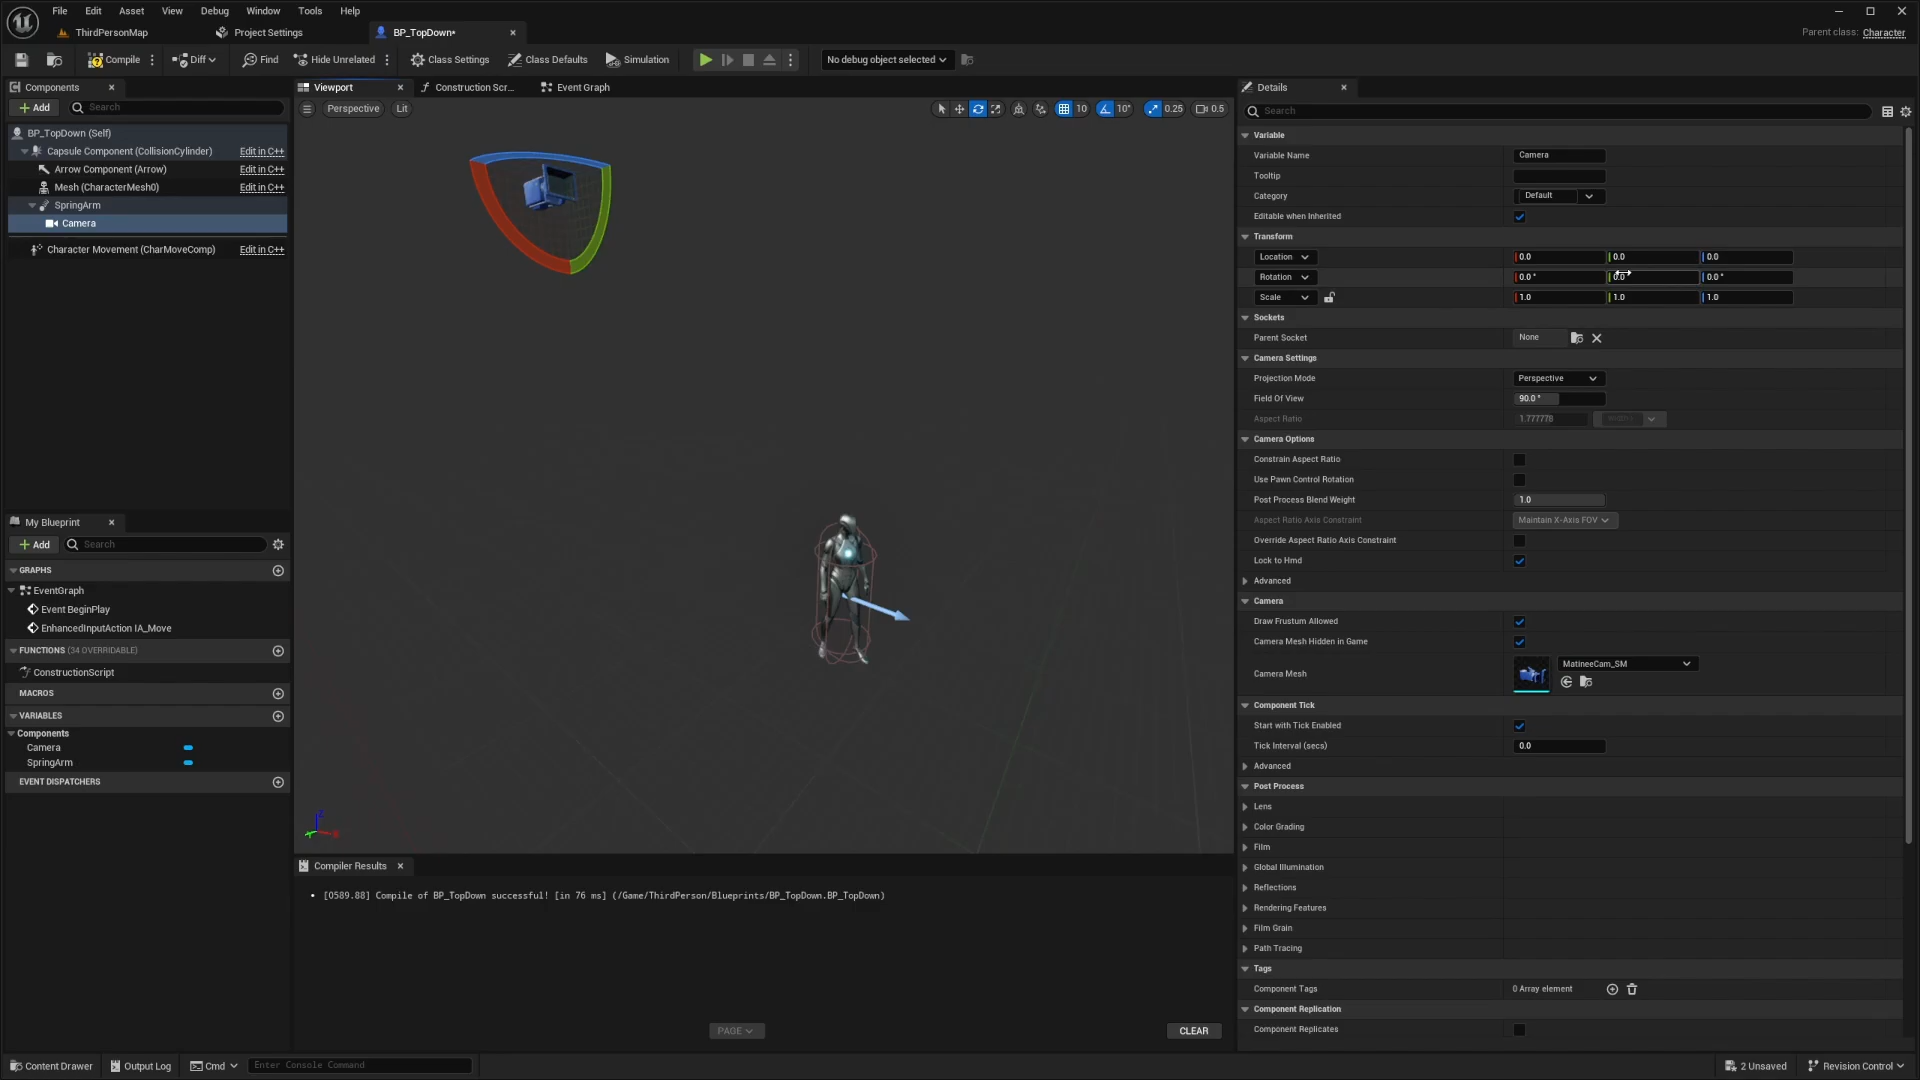 File Edit Asset View Debug Window Tools Help
ThirdPersonMap Project Settings BP_TopDown* Parent class: Character
Compile Diff Find Hide Unrelated Class Settings Class Defaults Simulation No debug object selected
Components
Add Search
BP_TopDown (Self)
Capsule Component (CollisionCylinder) Edit in C++
Arrow Component (Arrow) Edit in C++
Mesh (CharacterMesh0) Edit in C++
SpringArm
Camera
Character Movement (CharMoveComp) Edit in C++
My Blueprint
Add Search
GRAPHS
EventGraph
Event BeginPlay
EnhancedInputAction IA_Move
FUNCTIONS (34 OVERRIDABLE)
ConstructionScript
MACROS
VARIABLES
Components
Camera
SpringArm
EVENT DISPATCHERS
Viewport Construction Scr... Event Graph
Perspective Lit 10 10° 0.25 0.5
Compiler Results
• [0589.88] Compile of BP_TopDown successful! [in 76 ms] (/Game/ThirdPerson/Blueprints/BP_TopDown.BP_TopDown)
PAGE CLEAR
Details
Search
Variable
Variable Name Camera
Tooltip
Category Default
Editable when Inherited
Transform
Location 0.0 0.0 0.0
Rotation 0.0 ° 0.0 0.0 °
Scale 1.0 1.0 1.0
Sockets
Parent Socket None
Camera Settings
Projection Mode Perspective
Field Of View 90.0 °
Aspect Ratio 1.777778
Camera Options
Constrain Aspect Ratio
Use Pawn Control Rotation
Post Process Blend Weight 1.0
Aspect Ratio Axis Constraint Maintain X-Axis FOV
Override Aspect Ratio Axis Constraint
Lock to Hmd
Advanced
Camera
Draw Frustum Allowed
Camera Mesh Hidden in Game
Camera Mesh MatineeCam_SM
Component Tick
Start with Tick Enabled
Tick Interval (secs) 0.0
Advanced
Post Process
Lens
Color Grading
Film
Global Illumination
Reflections
Rendering Features
Film Grain
Path Tracing
Tags
Component Tags 0 Array element
Component Replication
Component Replicates
Content Drawer Output Log Cmd Enter Console Command 2 Unsaved Revision Control